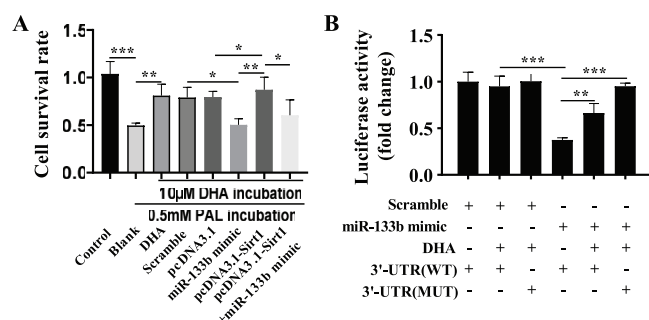 A
Cell survival rate
1.5
1.0
0.5
0.0
***
**
*
*
**
*
10μM DHA incubation
0.5mM PAL incubation
Control
Blank
DHA
Scramble
pcDNA3.1
miR-133b mimic
pcDNA3.1-Sirt1
pcDNA3.1-Sirt1
+miR-133b mimic
B
Luciferase activity
(fold change)
1.5
1.0
0.5
0.0
***
***
**
Scramble + + + - - -
miR-133b mimic - - - + + +
DHA - + + - + +
3'-UTR(WT) + + - + + -
3'-UTR(MUT) - - + - - +